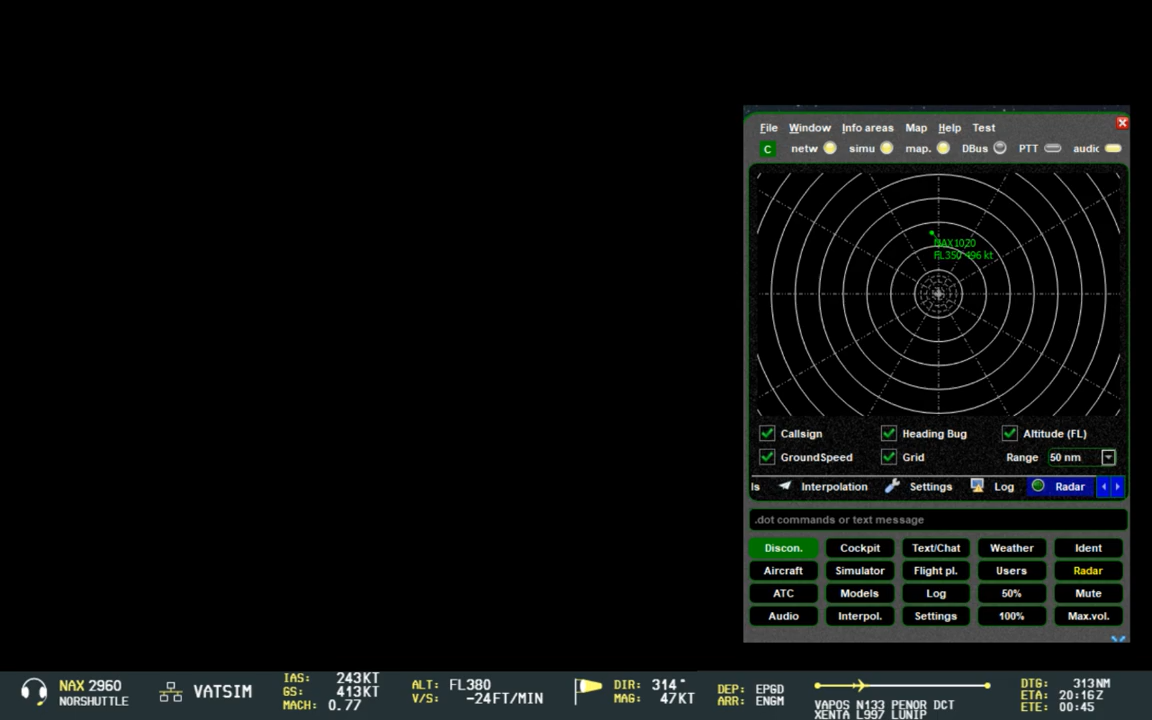 File Window Info areas Map Help Test
C netw simu map. DBus PTT audic
NAX1020
FL350 496 kt
Callsign Heading Bug Altitude (FL)
GroundSpeed Grid Range 50 nm
ls Interpolation Settings Log Radar
.dot commands or text message
Discon. Cockpit Text/Chat Weather Ident
Aircraft Simulator Flight pl. Users Radar
ATC Models Log 50% Mute
Audio Interpol. Settings 100% Max.vol.
NAX 2960
NORSHUTTLE
VATSIM
IAS: 243KT
GS: 413KT
MACH: 0.77
ALT: FL380
V/S: -24FT/MIN
DIR: 314°
MAG: 47KT
DEP: EPGD
ARR: ENGM
VAPOS N133 PENOR DCT
XENTA L997 LUNIP
DTG: 313NM
ETA: 20:16Z
ETE: 00:45